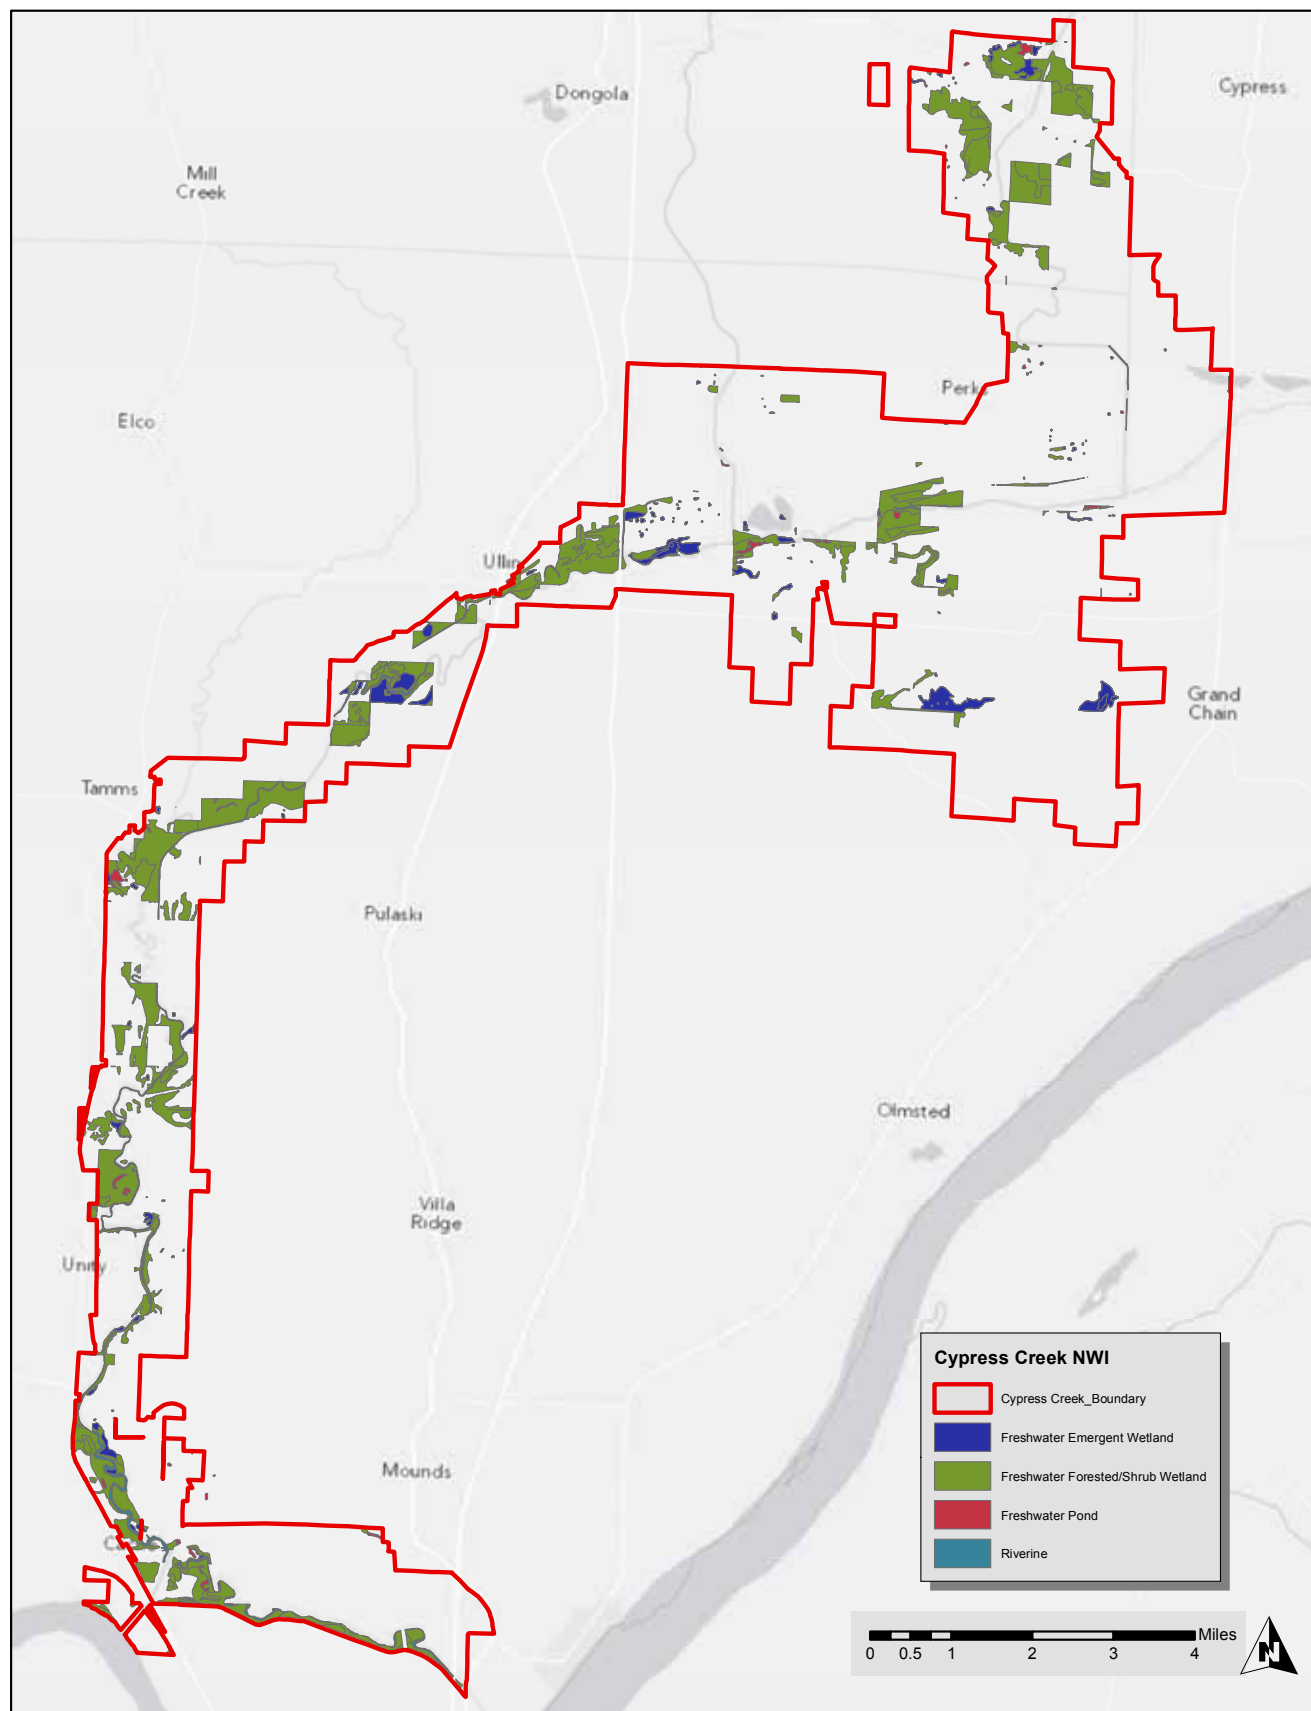 Dongola
Cypress
Mill
Creek
Perks
Elco
Ullin
Grand
Chain
Tamms
Pulaski
Olmsted
Villa
Ridge
Unity
Cypress Creek NWI
Cypress Creek_Boundary
Freshwater Emergent Wetland
Freshwater Forested/Shrub Wetland
Freshwater Pond
Riverine
Mounds
Miles
0 0.5 1 2 3 4
N